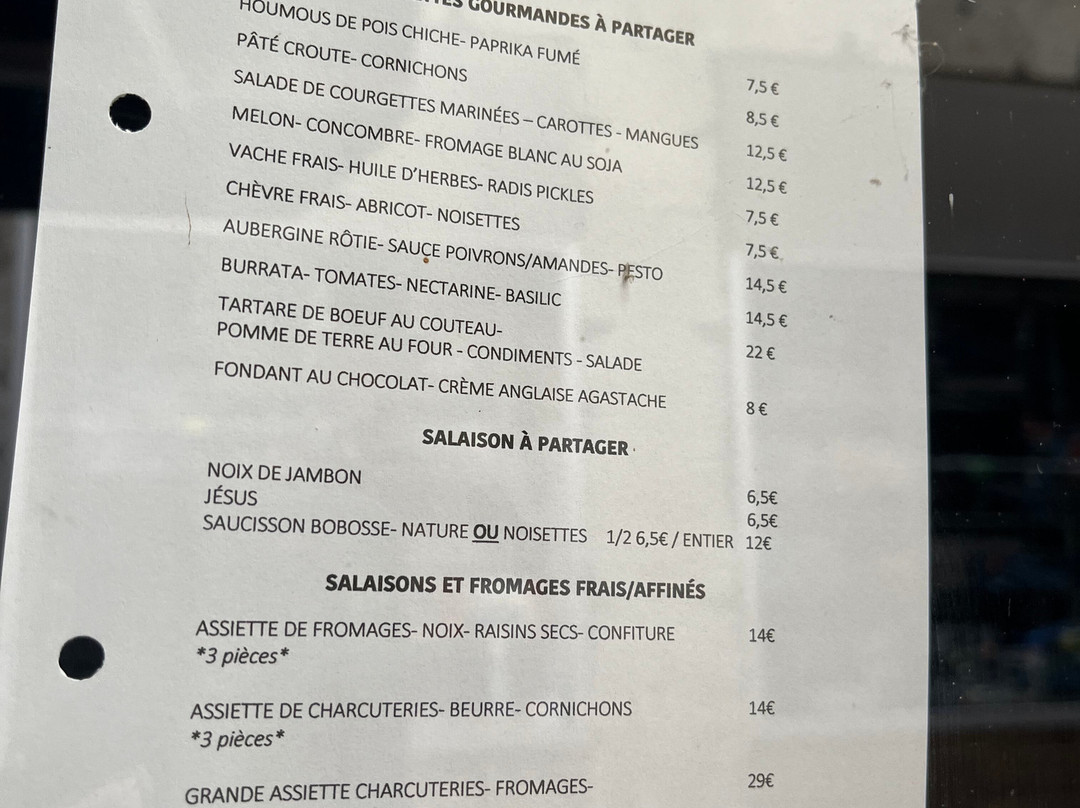 GOURMANDES À PARTAGER
HOUMOUS DE POIS CHICHE- PAPRIKA FUMÉ 7,5 €
PÂTÉ CROUTE- CORNICHONS 8,5 €
SALADE DE COURGETTES MARINÉES – CAROTTES - MANGUES 12,5 €
MELON- CONCOMBRE- FROMAGE BLANC AU SOJA 12,5 €
VACHE FRAIS- HUILE D'HERBES- RADIS PICKLES 7,5 €
CHÈVRE FRAIS- ABRICOT- NOISETTES 7,5 €
AUBERGINE RÔTIE- SAUCE POIVRONS/AMANDES- PESTO 14,5 €
BURRATA- TOMATES- NECTARINE- BASILIC 14,5 €
TARTARE DE BOEUF AU COUTEAU- 22 €
POMME DE TERRE AU FOUR - CONDIMENTS - SALADE
FONDANT AU CHOCOLAT- CRÈME ANGLAISE AGASTACHE 8 €
SALAISON À PARTAGER
NOIX DE JAMBON 6,5€
JÉSUS 6,5€
SAUCISSON BOBOSSE- NATURE OU NOISETTES 1/2 6,5€ / ENTIER 12€
SALAISONS ET FROMAGES FRAIS/AFFINÉS
ASSIETTE DE FROMAGES- NOIX- RAISINS SECS- CONFITURE 14€
*3 pièces*
ASSIETTE DE CHARCUTERIES- BEURRE- CORNICHONS 14€
*3 pièces*
GRANDE ASSIETTE CHARCUTERIES- FROMAGES- 29€